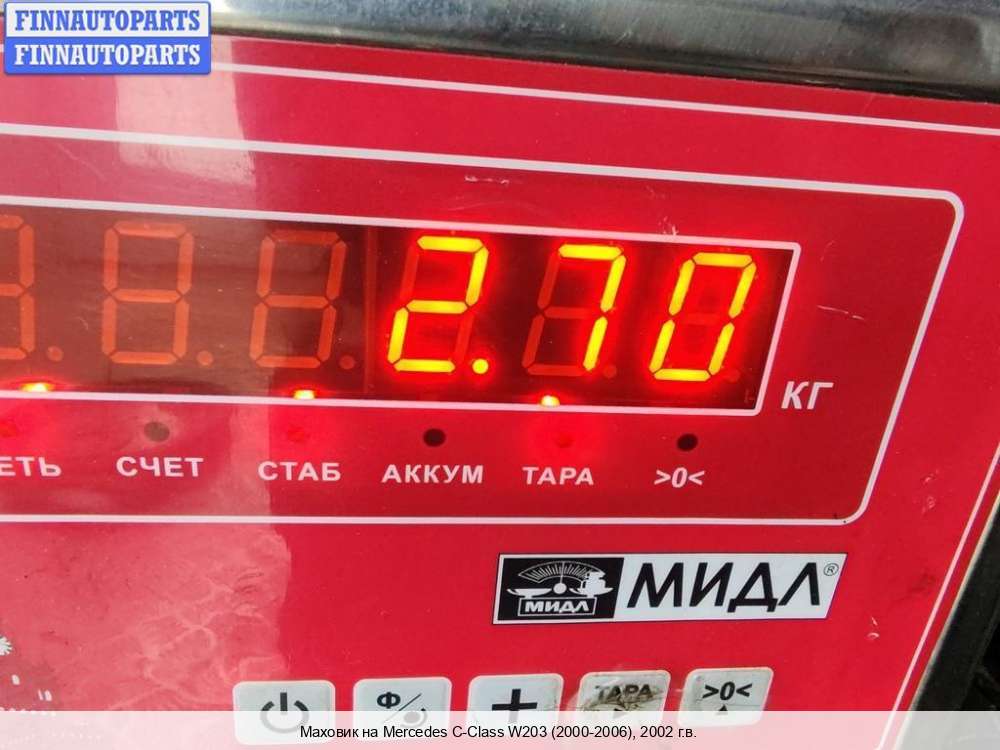 FINNAUTOPARTS
FINNAUTOPARTS
2.70
КГ
СЧЕТ СТАБ АККУМ ТАРА >0<
МИДЛ МИДЛ®
Ф ТАРА >0<
Маховик на Mercedes C-Class W203 (2000-2006), 2002 г.в.